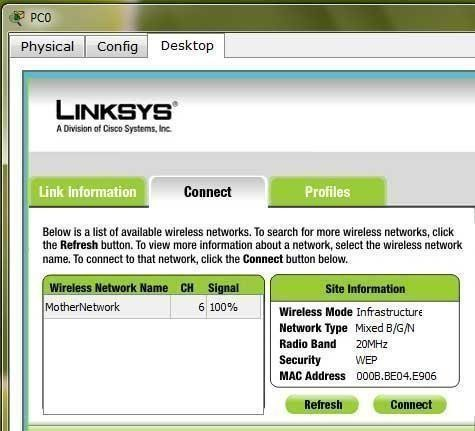 PC0
Physical Config Desktop
LINKSYS®
A Division of Cisco Systems, Inc.
Link Information Connect Profiles
Below is a list of available wireless networks. To search for more wireless networks, click
the Refresh button. To view more information about a network, select the wireless network
name. To connect to that network, click the Connect button below.
Wireless Network Name CH Signal
MotherNetwork 6 100%
Site Information
Wireless Mode Infrastructure
Network Type Mixed B/G/N
Radio Band 20MHz
Security WEP
MAC Address 000B.BE04.E906
Refresh Connect